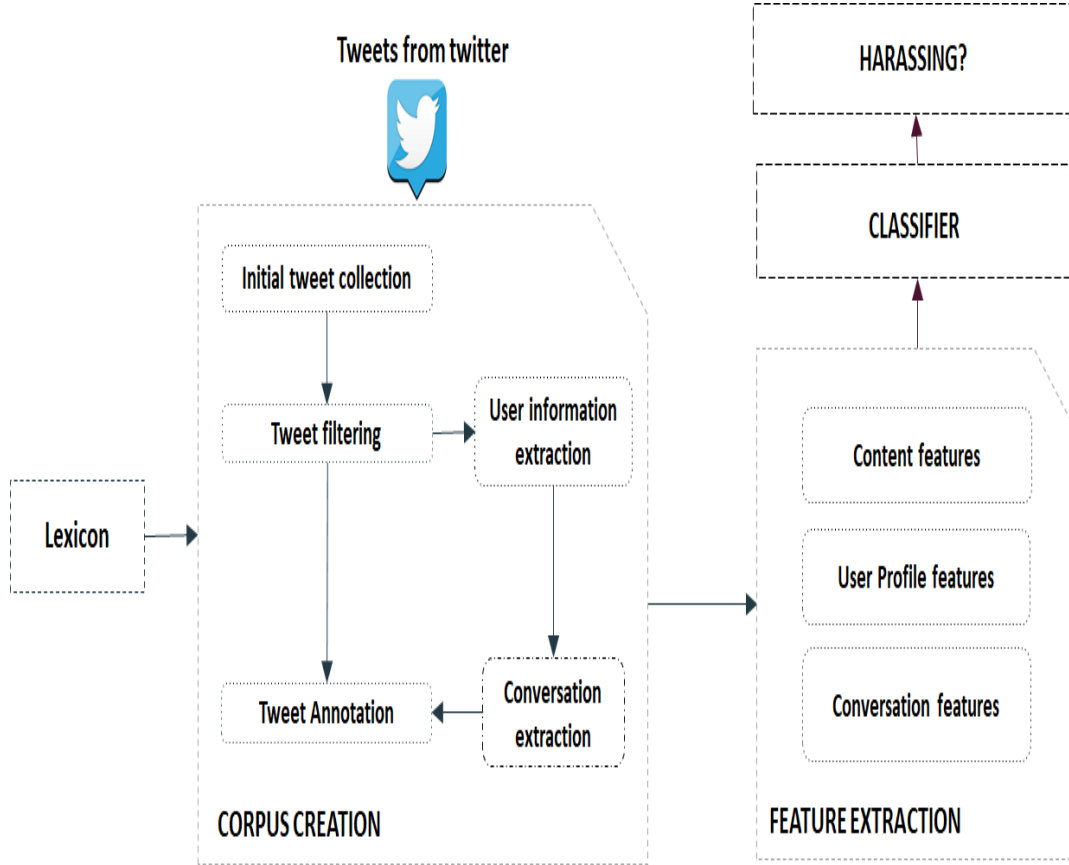 Tweets from twitter
HARASSING?
CLASSIFIER
Initial tweet collection
Tweet filtering
User information
extraction
Lexicon
Tweet Annotation
Conversation
extraction
CORPUS CREATION
Content features
User Profile features
Conversation features
FEATURE EXTRACTION